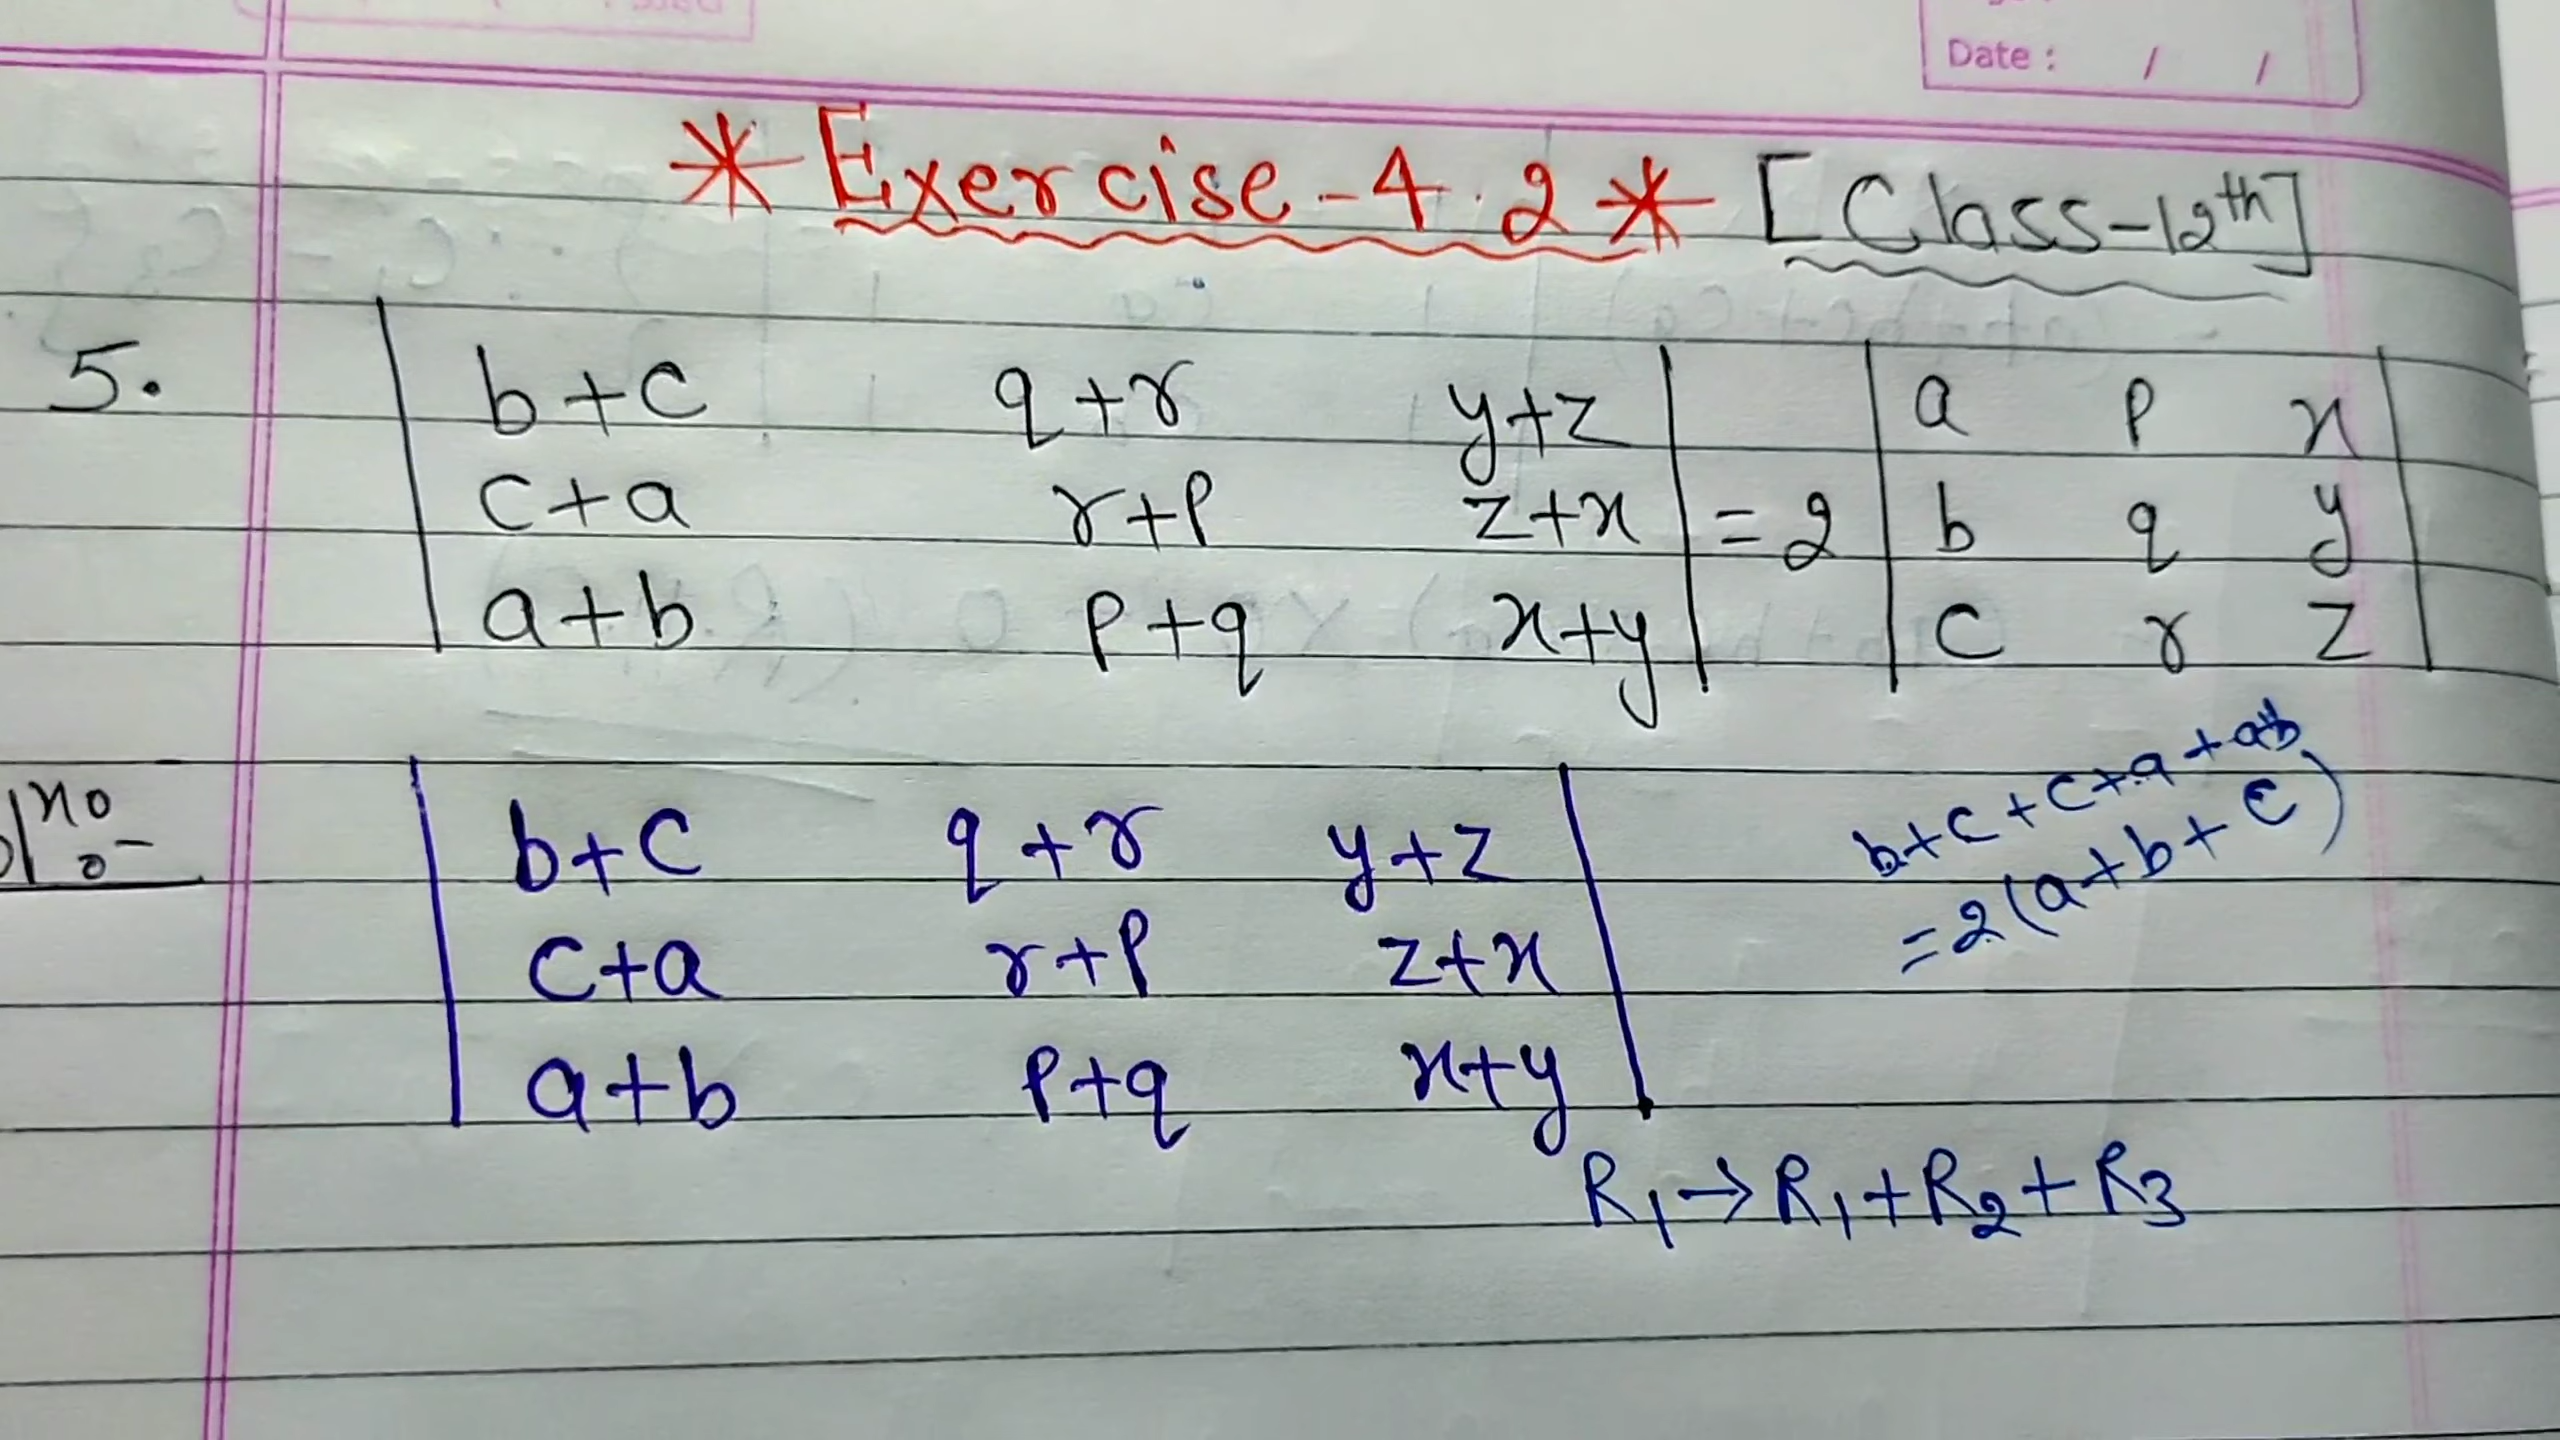 Date : / /
* Exercise-4.2 * [Class-12th]
5. | b+c q+r y+z | | a p x |
| c+a r+p z+x | = 2 | b q y |
| a+b p+q x+y | | c r z |
| b+c q+r y+z | b+c+c+a+a+b
| c+a r+p z+x | =2(a+b+c)
| a+b p+q x+y |
R1→R1+R2+R3